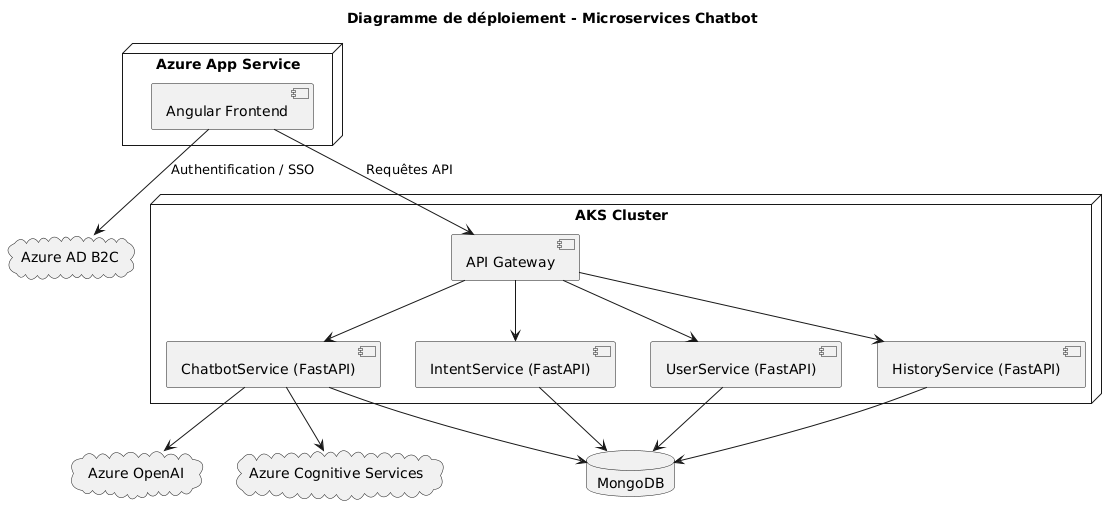 Diagramme de déploiement - Microservices Chatbot
Azure App Service
Angular Frontend
Authentification / SSO
Requêtes API
AKS Cluster
Azure AD B2C
API Gateway
ChatbotService (FastAPI)
IntentService (FastAPI)
UserService (FastAPI)
HistoryService (FastAPI)
Azure OpenAI
Azure Cognitive Services
MongoDB